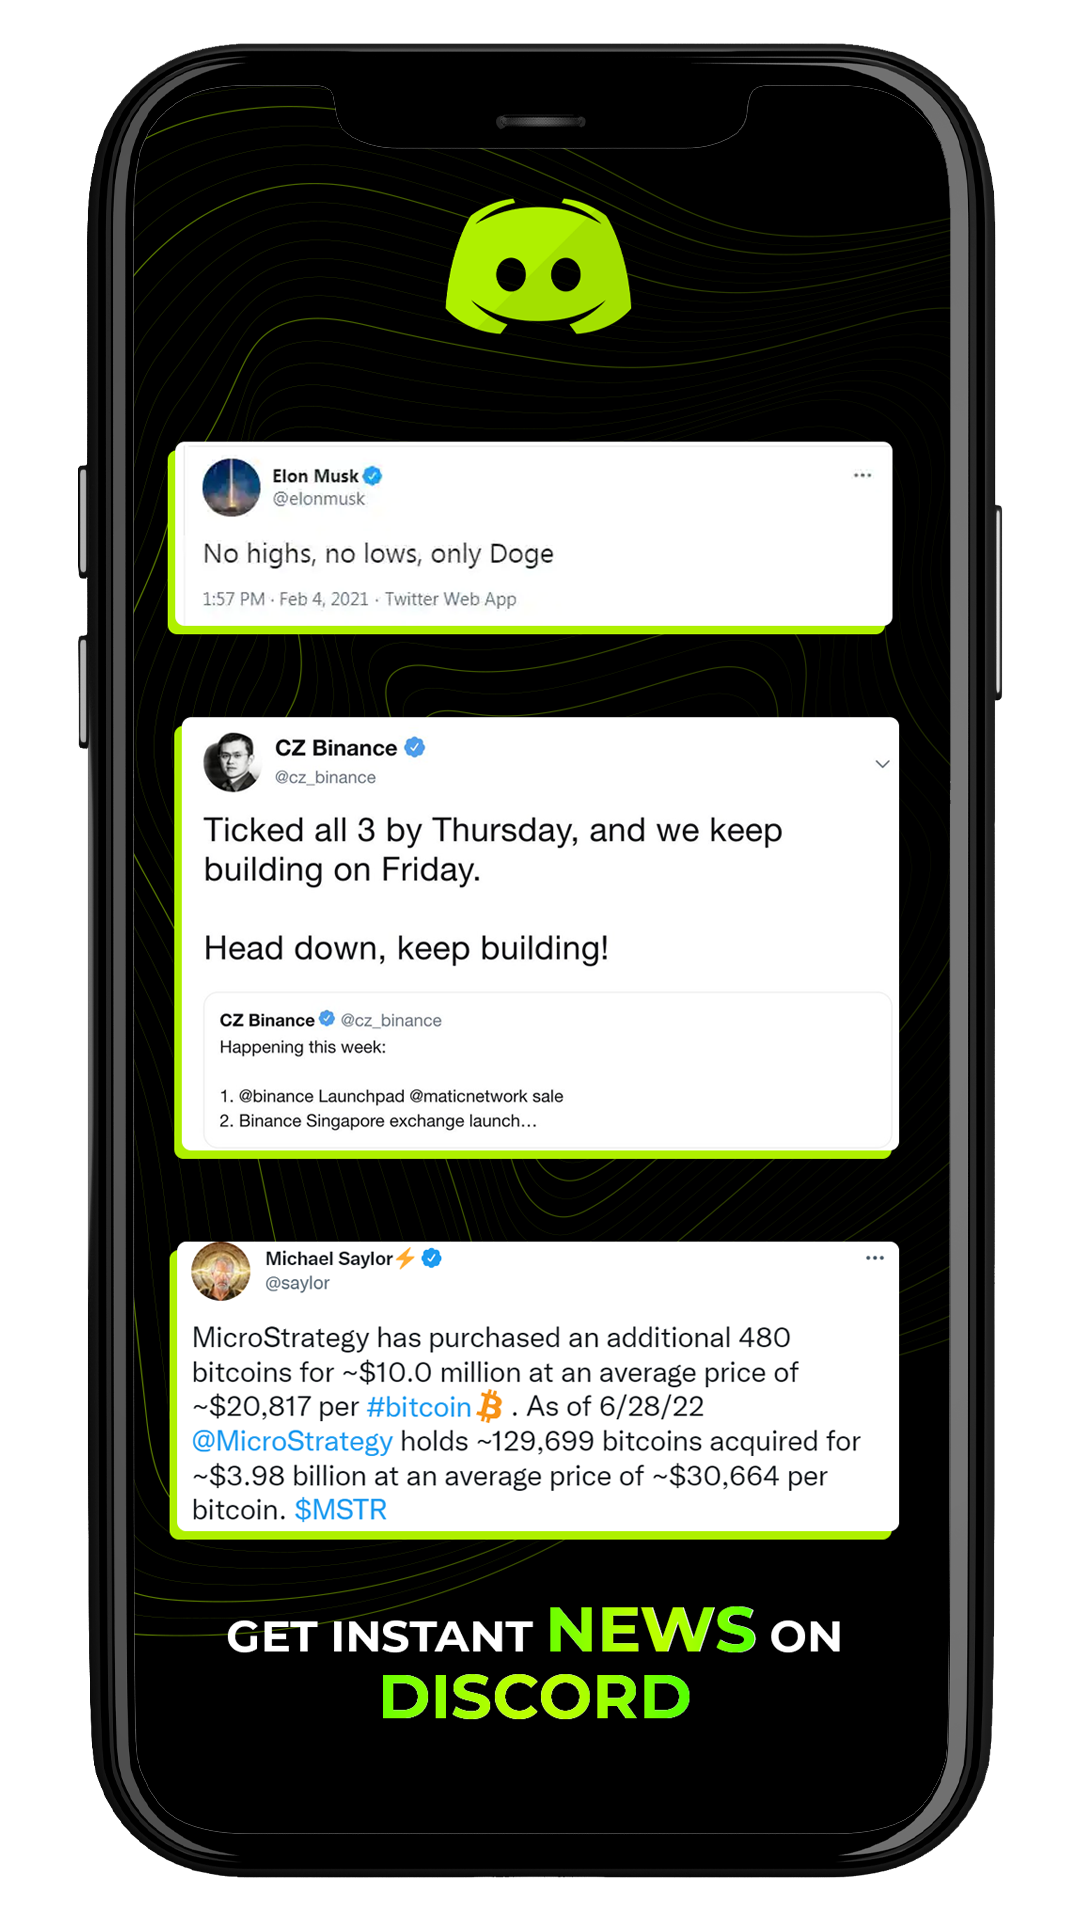 Elon Musk
@elonmusk
No highs, no lows, only Doge
1:57 PM · Feb 4, 2021 · Twitter Web App
CZ Binance
@cz_binance
Ticked all 3 by Thursday, and we keep
building on Friday.
Head down, keep building!
CZ Binance @cz_binance
Happening this week:
1. @binance Launchpad @maticnetwork sale
2. Binance Singapore exchange launch…
Michael Saylor⚡
@saylor
MicroStrategy has purchased an additional 480
bitcoins for ~$10.0 million at an average price of
~$20,817 per #bitcoin₿ . As of 6/28/22
@MicroStrategy holds ~129,699 bitcoins acquired for
~$3.98 billion at an average price of ~$30,664 per
bitcoin. $MSTR
GET INSTANT NEWS ON
DISCORD